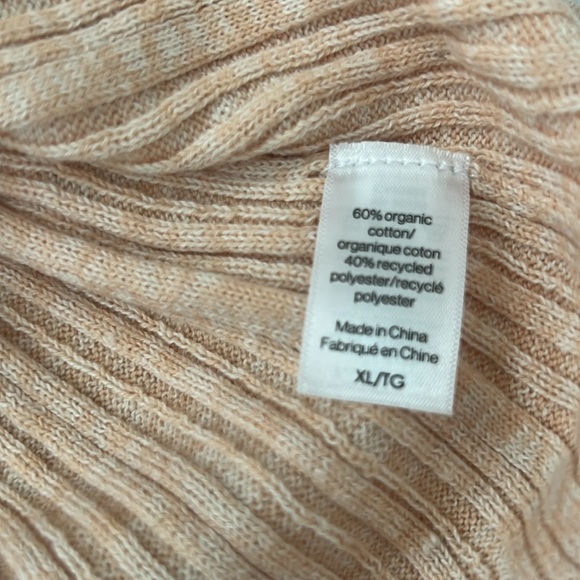 60% organic
cotton/
organique coton
40% recycled
polyester/recyclé
polyester
Made in China
Fabriqué en Chine
XL/TG